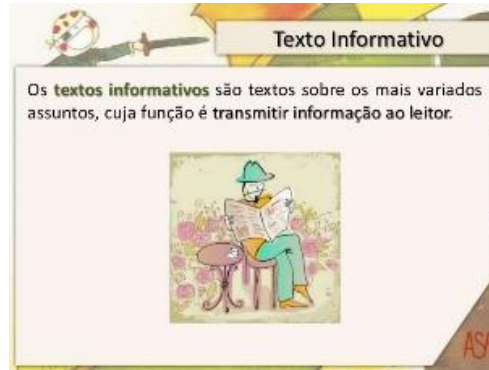 Texto Informativo
Os textos informativos são textos sobre os mais variados
assuntos, cuja função é transmitir informação ao leitor.